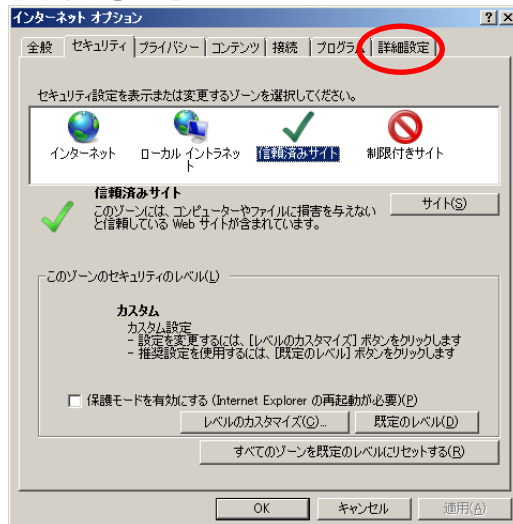 インターネット オプション
全般 セキュリティ プライバシー コンテンツ 接続 プログラム 詳細設定
セキュリティ設定を表示または変更するゾーンを選択してください。
インターネット ローカル イントラネッ 信頼済みサイト 制限付きサイト
ト
信頼済みサイト
サイト(S)
このゾーンには、コンピューターやファイルに損害を与えない
と信頼している Web サイトが含まれています。
このゾーンのセキュリティのレベル(L)
カスタム
カスタム設定
- 設定を変更するには、[レベルのカスタマイズ] ボタンをクリックします
- 推奨設定を使用するには、[既定のレベル] ボタンをクリックします
保護モードを有効にする (Internet Explorer の再起動が必要)(P)
レベルのカスタマイズ(C)... 既定のレベル(D)
すべてのゾーンを既定のレベルにリセットする(R)
OK キャンセル 適用(A)